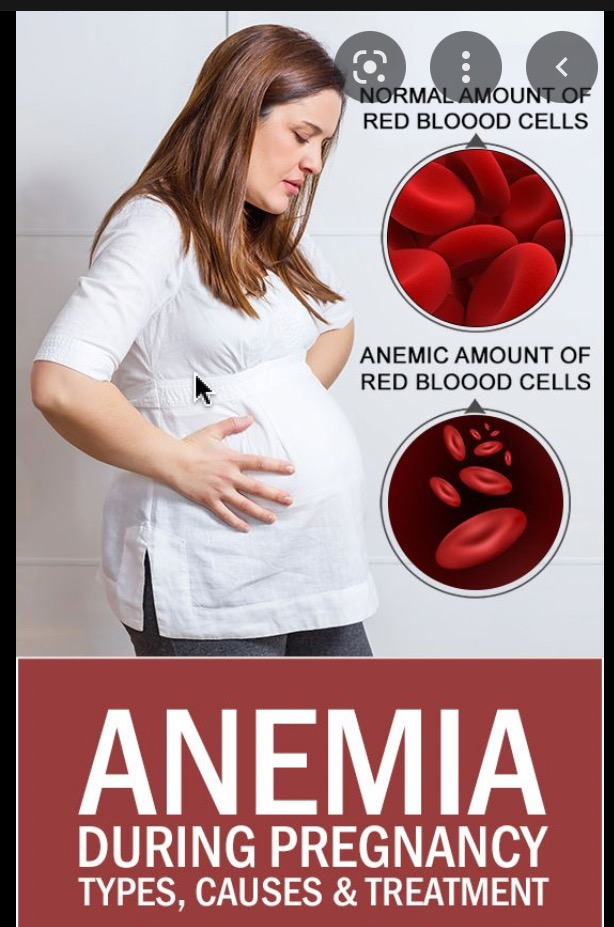 NORMAL AMOUNT OF
RED BLOOOD CELLS
ANEMIC AMOUNT OF
RED BLOOOD CELLS
ANEMIA
DURING PREGNANCY
TYPES, CAUSES & TREATMENT